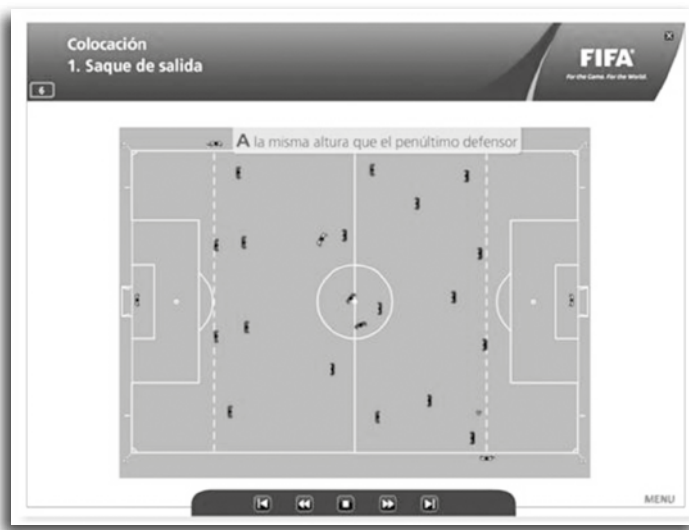 Colocación
1. Saque de salida
6
FIFA®
For the Game. For the World.
A la misma altura que el penúltimo defensor
MENU